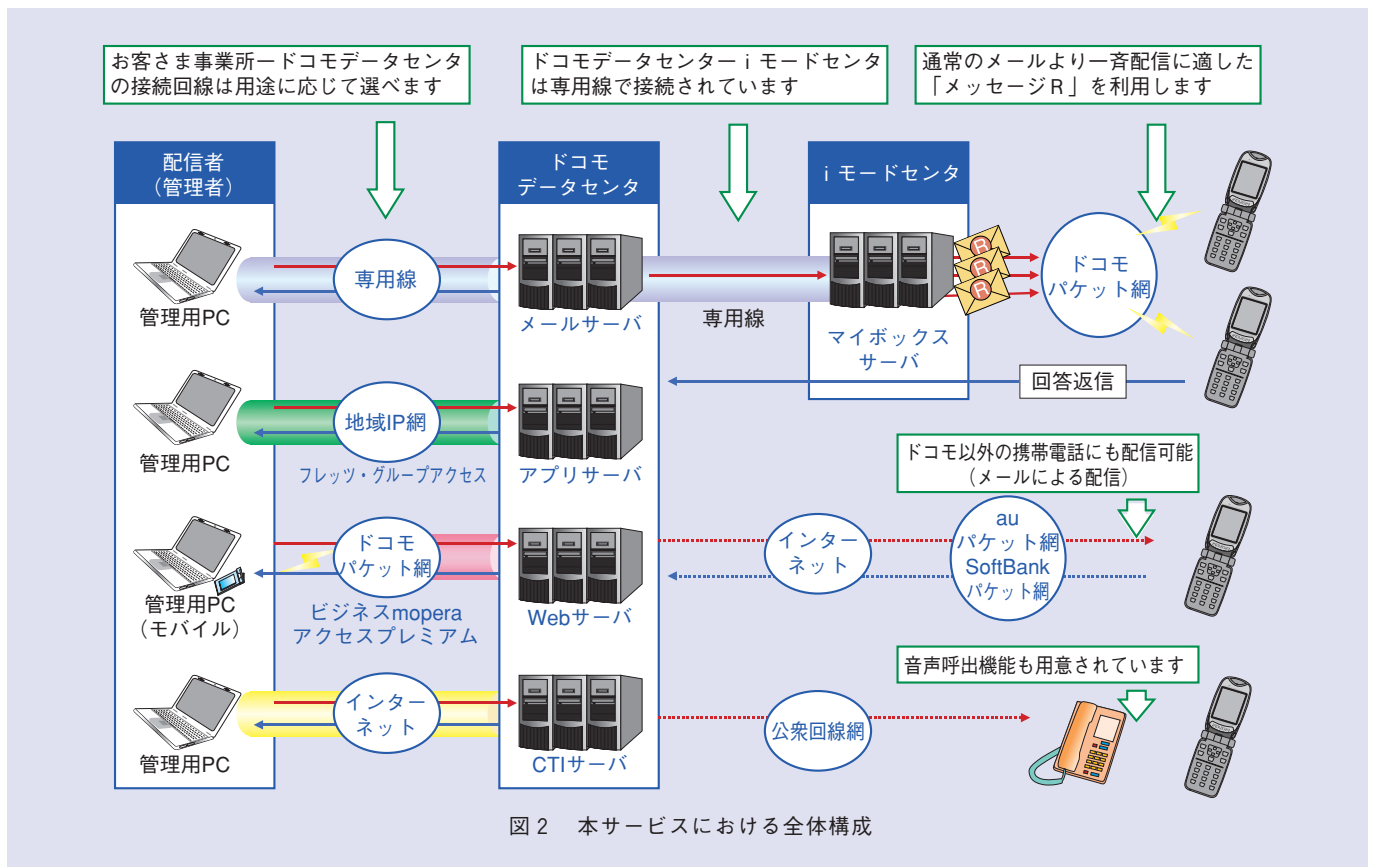 お客さま事業所ードコモデータセンタ
の接続回線は用途に応じて選べます
ドコモデータセンターｉモードセンタ
は専用線で接続されています
通常のメールより一斉配信に適した
「メッセージＲ」を利用します
配信者
（管理者）
ドコモ
データセンタ
ｉモードセンタ
管理用PC
専用線
メールサーバ
専用線
マイボックス
サーバ
R
R
R
ドコモ
パケット網
回答返信
管理用PC
地域IP網
フレッツ・グループアクセス
アプリサーバ
ドコモ以外の携帯電話にも配信可能
（メールによる配信）
管理用PC
（モバイル）
ドコモ
パケット網
ビジネスmopera
アクセスプレミアム
Webサーバ
インター
ネット
au
パケット網
SoftBank
パケット網
音声呼出機能も用意されています
管理用PC
インター
ネット
CTIサーバ
公衆回線網
図２　本サービスにおける全体構成